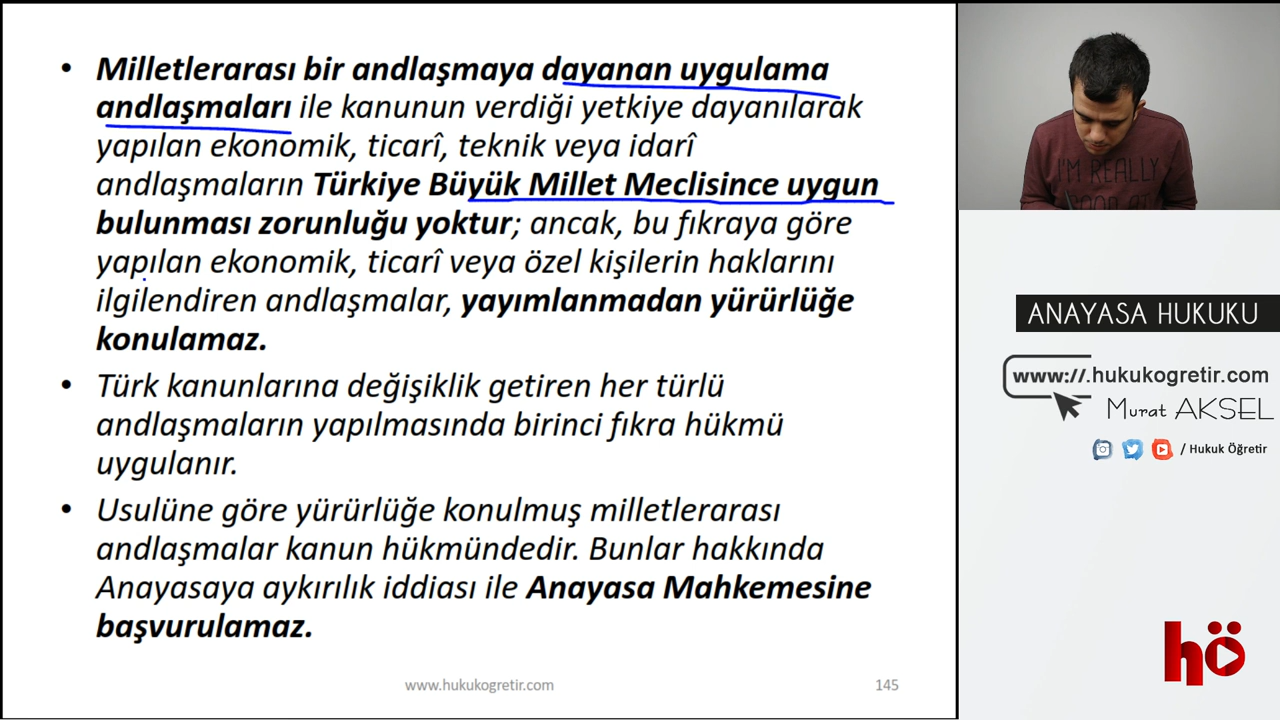 • Milletlerarası bir andlaşmaya dayanan uygulama
andlaşmaları ile kanunun verdiği yetkiye dayanılarak
yapılan ekonomik, ticarî, teknik veya idarî
andlaşmaların Türkiye Büyük Millet Meclisince uygun
bulunması zorunluğu yoktur; ancak, bu fıkraya göre
yapılan ekonomik, ticarî veya özel kişilerin haklarını
ilgilendiren andlaşmalar, yayımlanmadan yürürlüğe
konulamaz.
• Türk kanunlarına değişiklik getiren her türlü
andlaşmaların yapılmasında birinci fıkra hükmü
uygulanır.
• Usulüne göre yürürlüğe konulmuş milletlerarası
andlaşmalar kanun hükmündedir. Bunlar hakkında
Anayasaya aykırılık iddiası ile Anayasa Mahkemesine
başvurulamaz.
www.hukukogretir.com
145
I'M REALLY
ANAYASA HUKUKU
www://.hukukogretir.com
Murat AKSEL
/ Hukuk Öğretir
hö